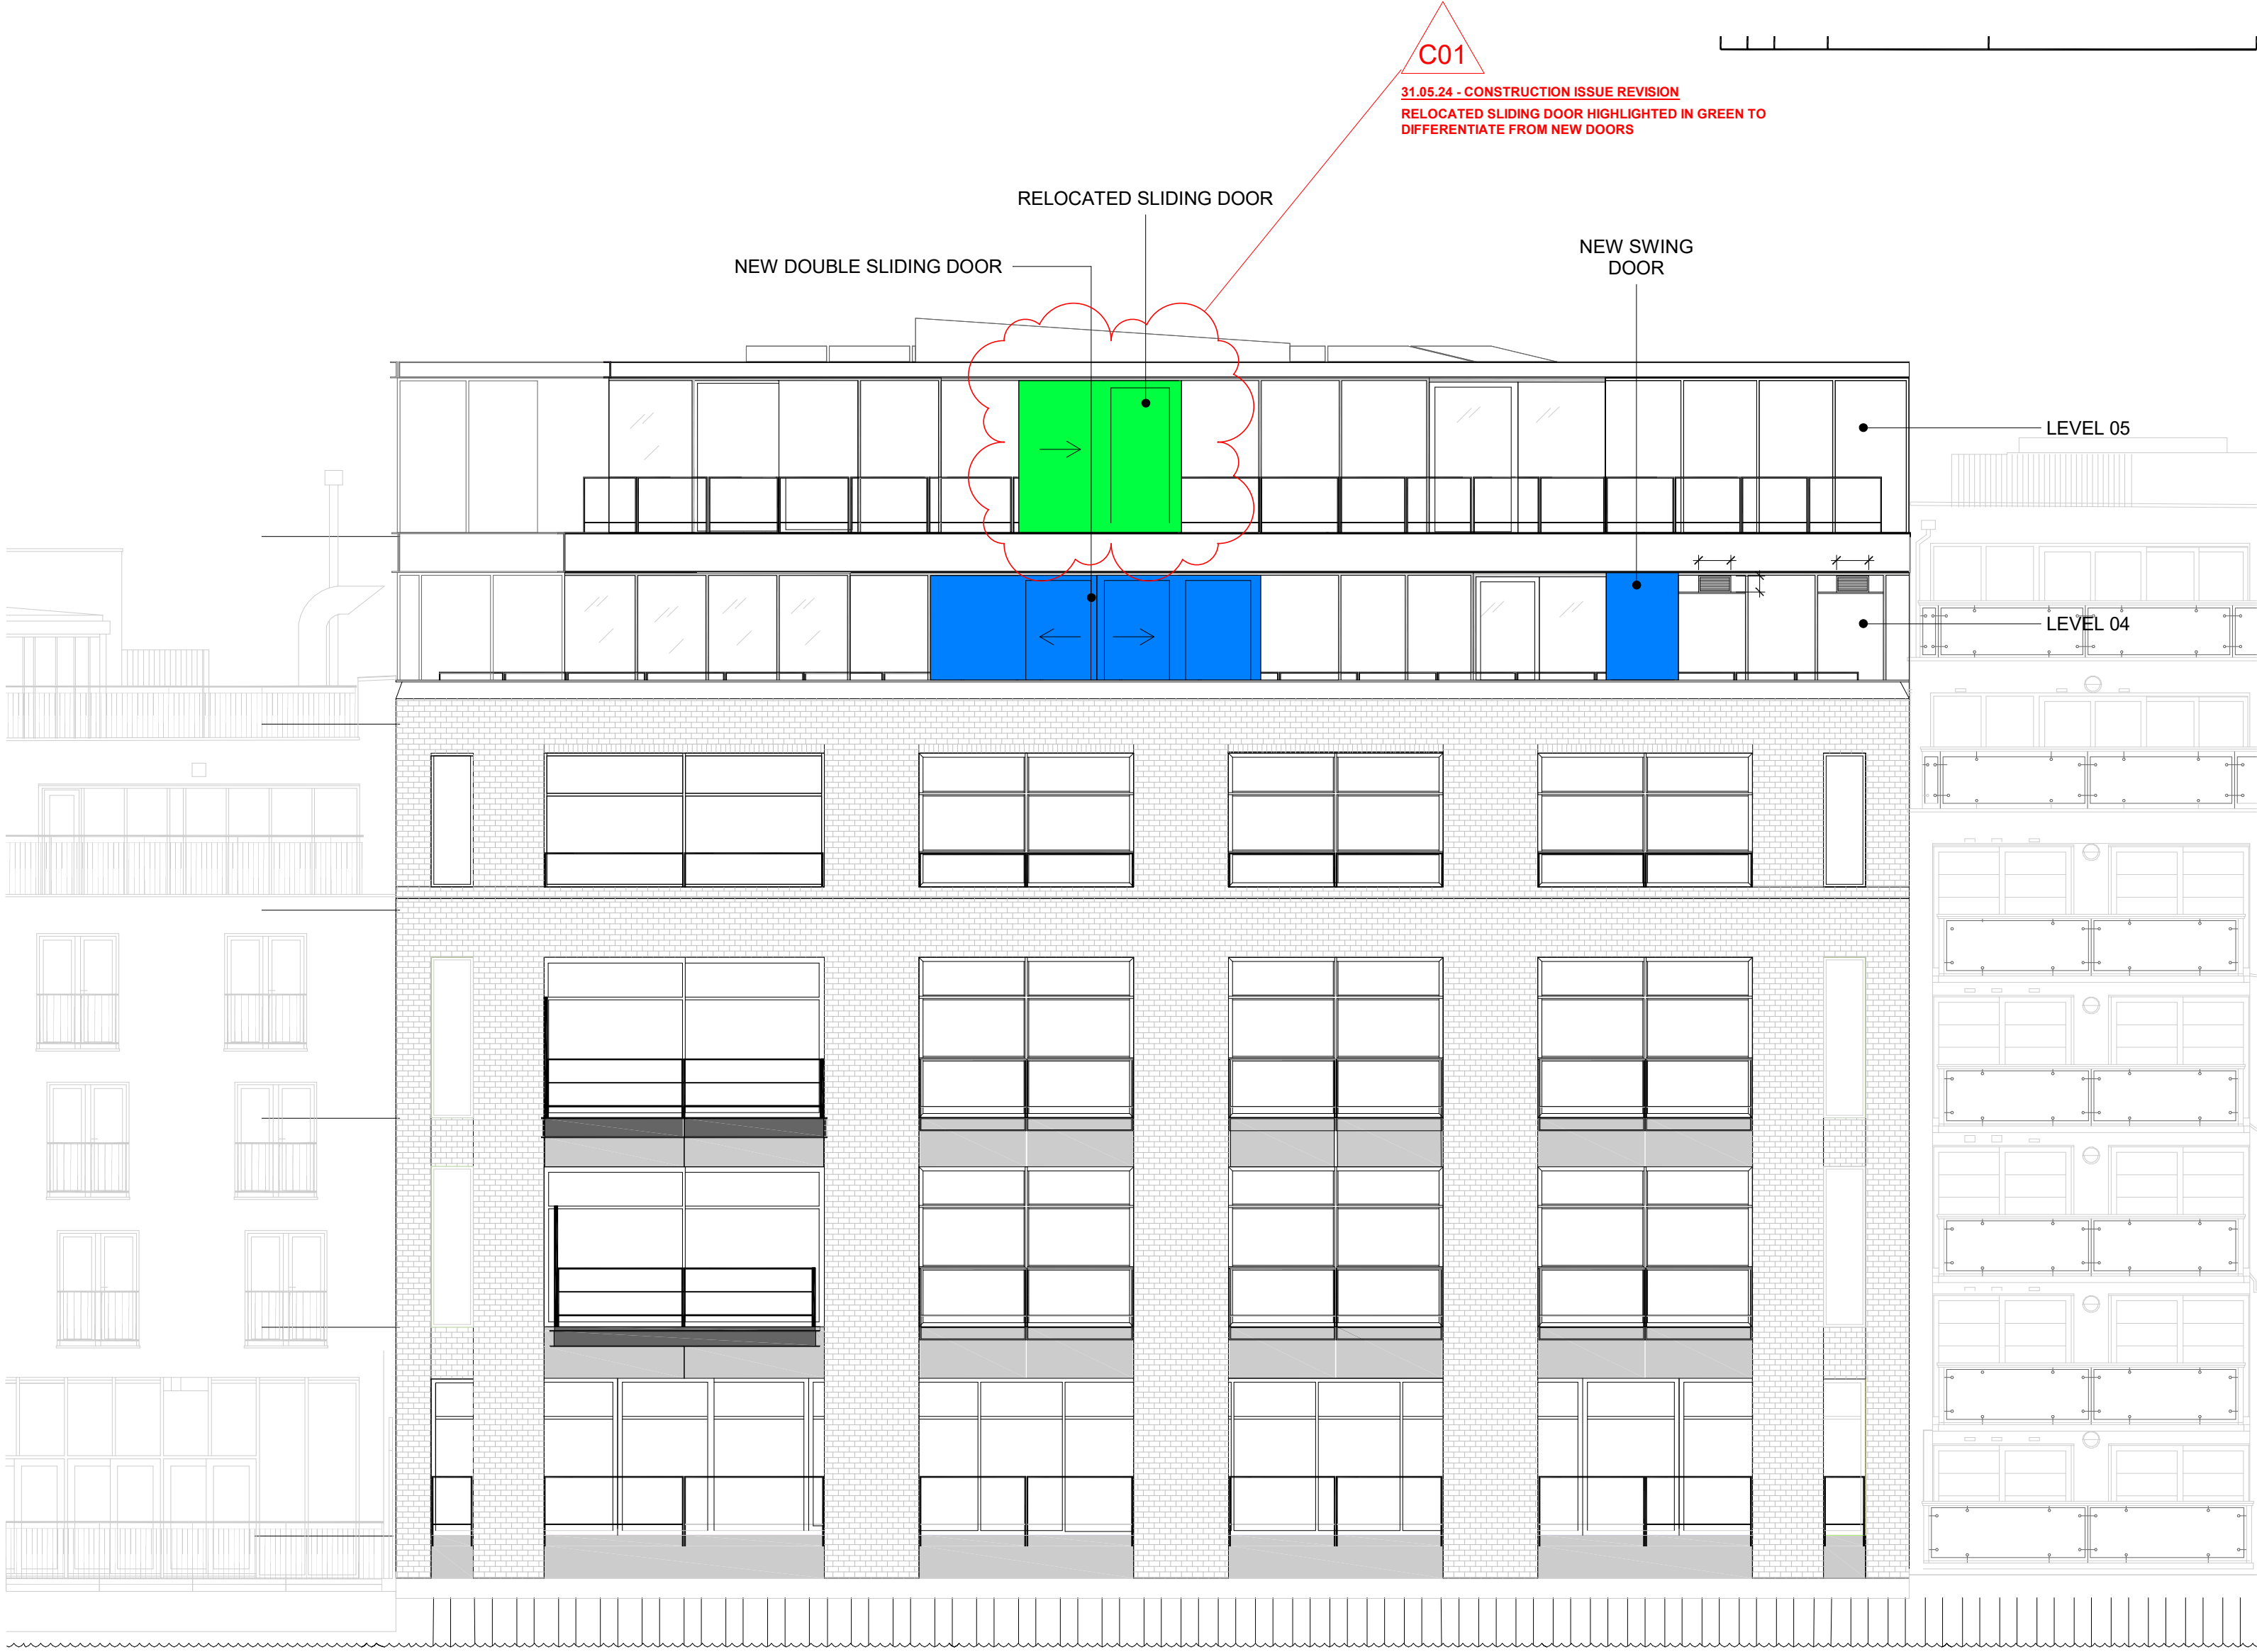 C01
31.05.24 - CONSTRUCTION ISSUE REVISION
RELOCATED SLIDING DOOR HIGHLIGHTED IN GREEN TO
DIFFERENTIATE FROM NEW DOORS
RELOCATED SLIDING DOOR
NEW DOUBLE SLIDING DOOR
NEW SWING
DOOR
LEVEL 05
LEVEL 04